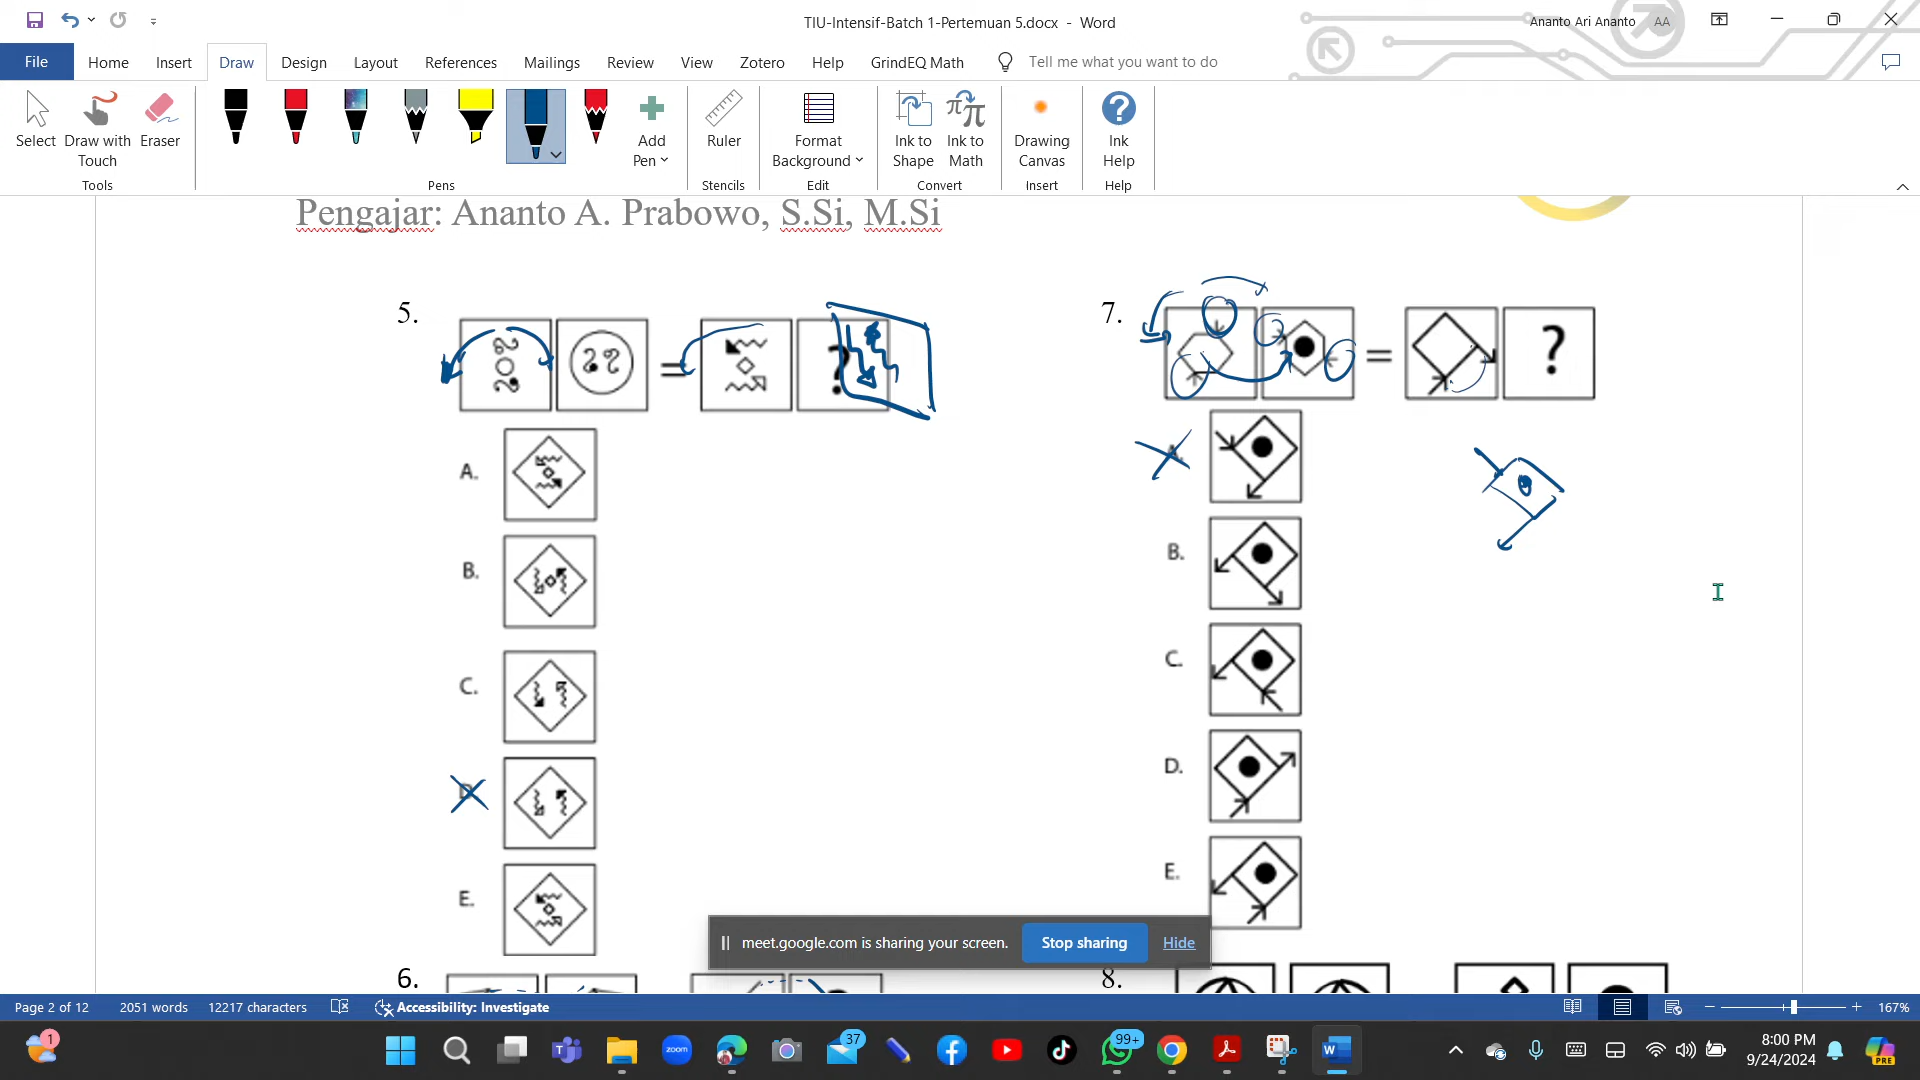 TIU-Intensif-Batch 1-Pertemuan 5.docx - Word
Ananto Ari Ananto AA
File Home Insert Draw Design Layout References Mailings Review View Zotero Help GrindEQ Math Tell me what you want to do
Select
Draw with Touch
Eraser
Add Pen
Ruler
Format Background
Ink to Shape
Ink to Math
Drawing Canvas
Ink Help
Tools Pens Stencils Edit Convert Insert Help
Pengajar: Ananto A. Prabowo, S.Si, M.Si
5.
= ?
A.
B.
C.
D.
E.
6.
7.
= ?
A.
B.
C.
D.
E.
8.
meet.google.com is sharing your screen. Stop sharing Hide
Page 2 of 12 2051 words 12217 characters Accessibility: Investigate 167%
1
zoom
37
99+
PRE
8:00 PM
9/24/2024